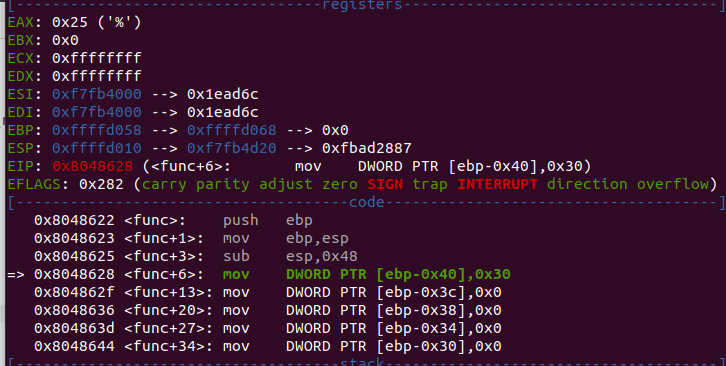 [----------------------------------registers-----------------------------------]
EAX: 0x25 ('%')
EBX: 0x0
ECX: 0xffffffff
EDX: 0xffffffff
ESI: 0xf7fb4000 --> 0x1ead6c
EDI: 0xf7fb4000 --> 0x1ead6c
EBP: 0xffffd058 --> 0xffffd068 --> 0x0
ESP: 0xffffd010 --> 0xf7fb4d20 --> 0xfbad2887
EIP: 0x8048628 (<func+6>:	mov    DWORD PTR [ebp-0x40],0x30)
EFLAGS: 0x282 (carry parity adjust zero SIGN trap INTERRUPT direction overflow)
[-------------------------------------code-------------------------------------]
   0x8048622 <func>:	push   ebp
   0x8048623 <func+1>:	mov    ebp,esp
   0x8048625 <func+3>:	sub    esp,0x48
=> 0x8048628 <func+6>:	mov    DWORD PTR [ebp-0x40],0x30
   0x804862f <func+13>:	mov    DWORD PTR [ebp-0x3c],0x0
   0x8048636 <func+20>:	mov    DWORD PTR [ebp-0x38],0x0
   0x804863d <func+27>:	mov    DWORD PTR [ebp-0x34],0x0
   0x8048644 <func+34>:	mov    DWORD PTR [ebp-0x30],0x0
[------------------------------------stack-------------------------------------]